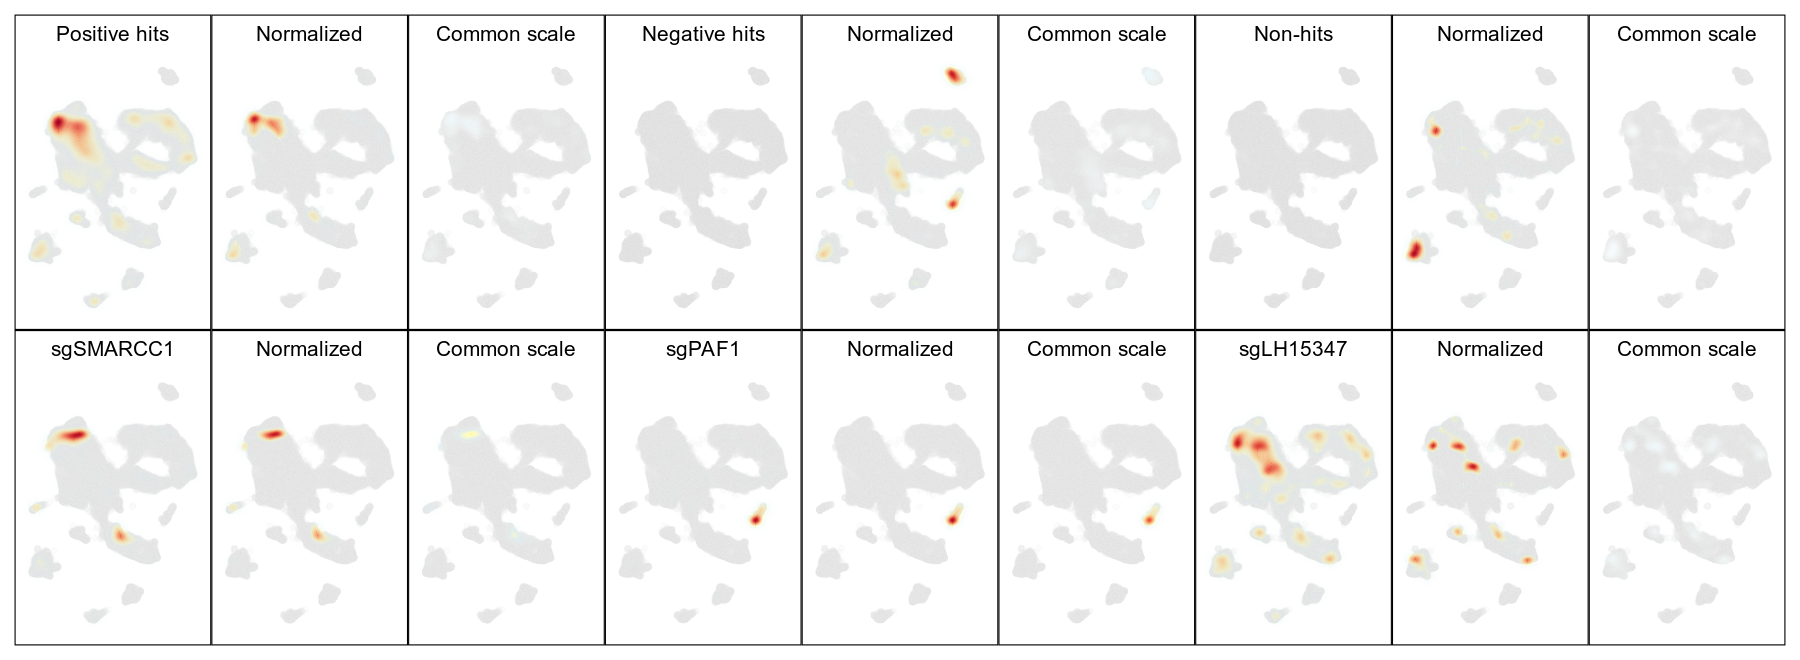 Positive hits Normalized Common scale Negative hits Normalized Common scale Non-hits Normalized Common scale
sgSMARCC1 Normalized Common scale sgPAF1 Normalized Common scale sgLH15347 Normalized Common scale